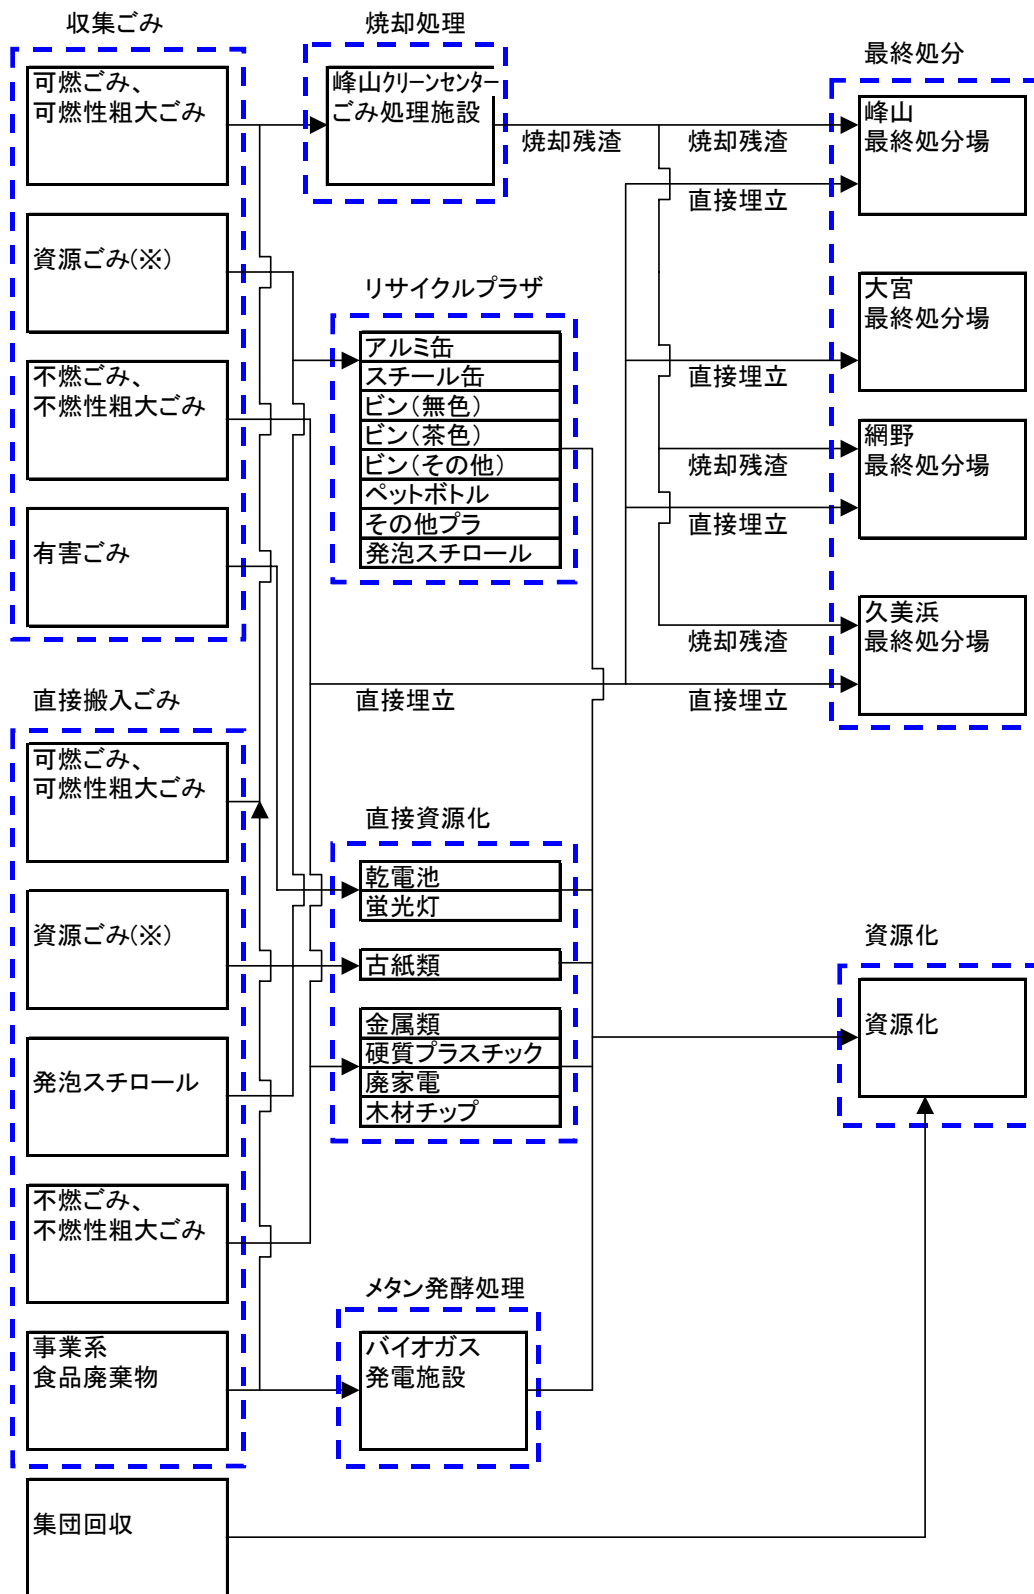 収集ごみ
可燃ごみ、
可燃性粗大ごみ
資源ごみ(※)
不燃ごみ、
不燃性粗大ごみ
有害ごみ
直接搬入ごみ
可燃ごみ、
可燃性粗大ごみ
資源ごみ(※)
発泡スチロール
不燃ごみ、
不燃性粗大ごみ
事業系
食品廃棄物
集団回収
焼却処理
峰山クリーンセンター
ごみ処理施設
焼却残渣
リサイクルプラザ
アルミ缶
スチール缶
ビン(無色)
ビン(茶色)
ビン(その他)
ペットボトル
その他プラ
発泡スチロール
直接埋立
直接資源化
乾電池
蛍光灯
古紙類
金属類
硬質プラスチック
廃家電
木材チップ
メタン発酵処理
バイオガス
発電施設
焼却残渣
直接埋立
直接埋立
焼却残渣
直接埋立
焼却残渣
直接埋立
最終処分
峰山
最終処分場
大宮
最終処分場
網野
最終処分場
久美浜
最終処分場
資源化
資源化